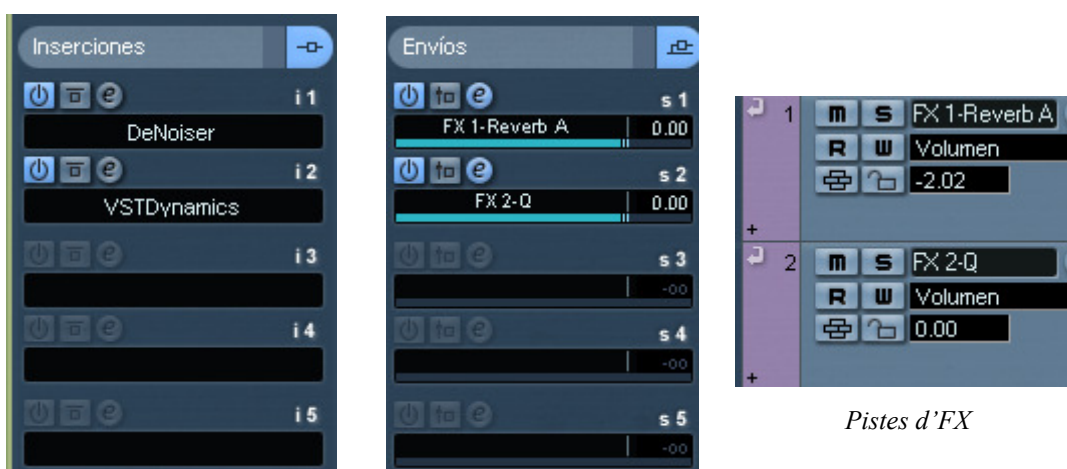 Inserciones
i 1
DeNoiser
i 2
VSTDynamics
i 3
i 4
i 5
Envíos
s 1
FX 1-Reverb A 0.00
s 2
FX 2-Q 0.00
s 3
-oo
s 4
-oo
s 5
-oo
1 m S FX 1-Reverb A
R W Volumen
-2.02
+
2 m S FX 2-Q
R W Volumen
0.00
+
Pistes d'FX